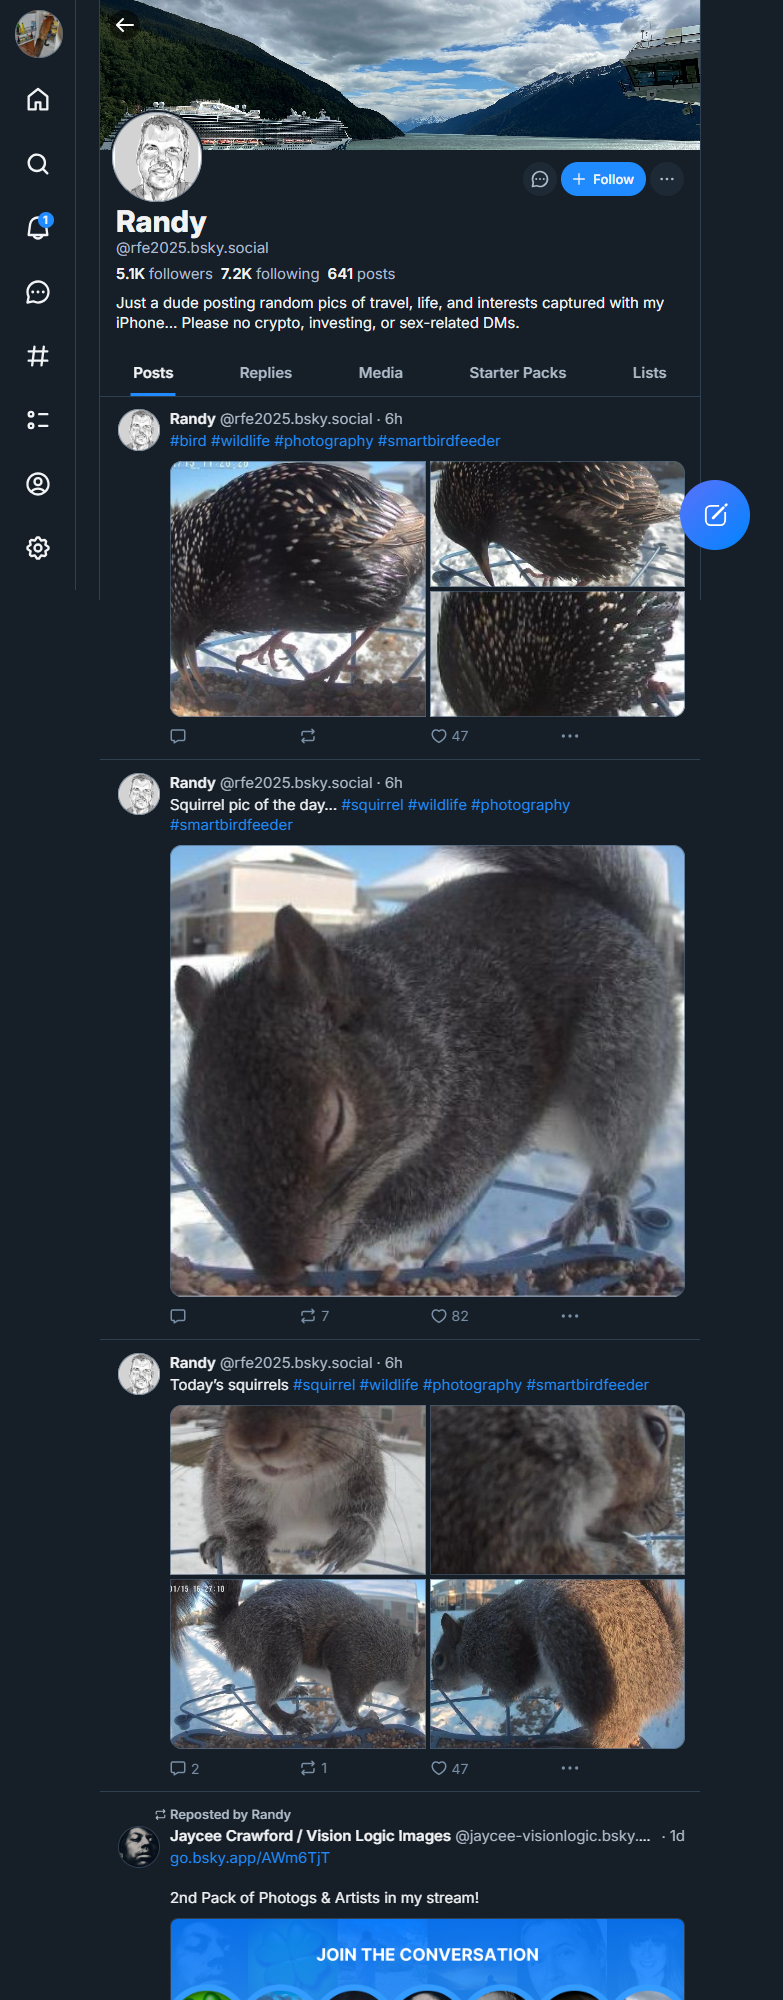 1
Follow
Randy
@rfe2025.bsky.social
5.1K followers 7.2K following 641 posts
Just a dude posting random pics of travel, life, and interests captured with my
iPhone... Please no crypto, investing, or sex-related DMs.
Posts Replies Media Starter Packs Lists
Randy @rfe2025.bsky.social · 6h
#bird #wildlife #photography #smartbirdfeeder
47
Randy @rfe2025.bsky.social · 6h
Squirrel pic of the day... #squirrel #wildlife #photography
#smartbirdfeeder
7 82
Randy @rfe2025.bsky.social · 6h
Today's squirrels #squirrel #wildlife #photography #smartbirdfeeder
01/15 16:27:10
2 1 47
Reposted by Randy
Jaycee Crawford / Vision Logic Images @jaycee-visionlogic.bsky.... · 1d
go.bsky.app/AWm6TjT
2nd Pack of Photogs & Artists in my stream!
JOIN THE CONVERSATION